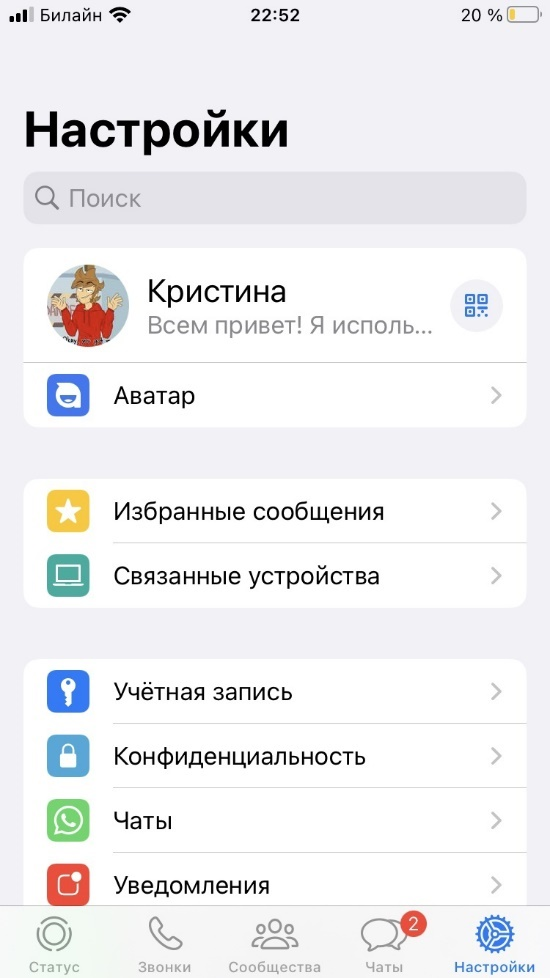 Билайн 22:52 20 %
Настройки
Поиск
Кристина
Всем привет! Я исполь...
Аватар
Избранные сообщения
Связанные устройства
Учётная запись
Конфиденциальность
Чаты
Уведомления
2
Статус Звонки Сообщества Чаты Настройки